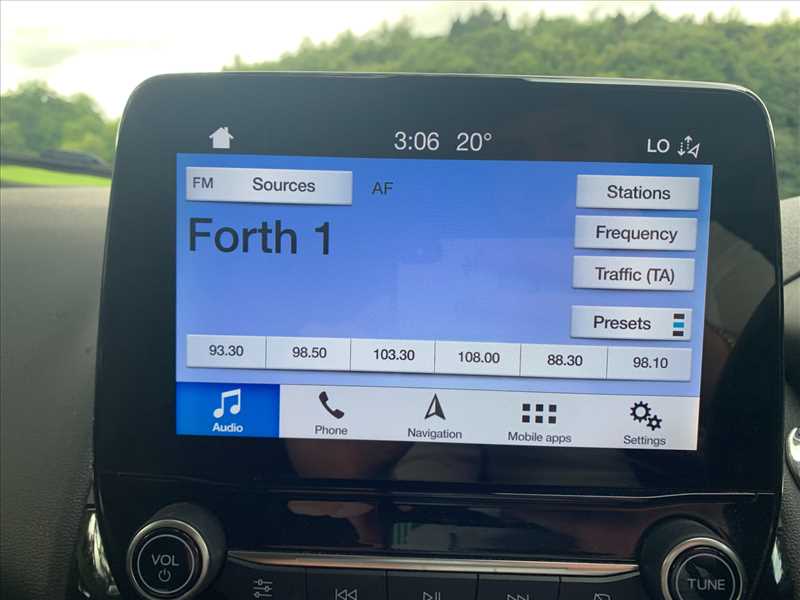 3:06 20° LO
FM Sources AF Stations
Forth 1 Frequency
Traffic (TA)
Presets
93.30 98.50 103.30 108.00 88.30 98.10
Audio Phone Navigation Mobile apps Settings
VOL TUNE